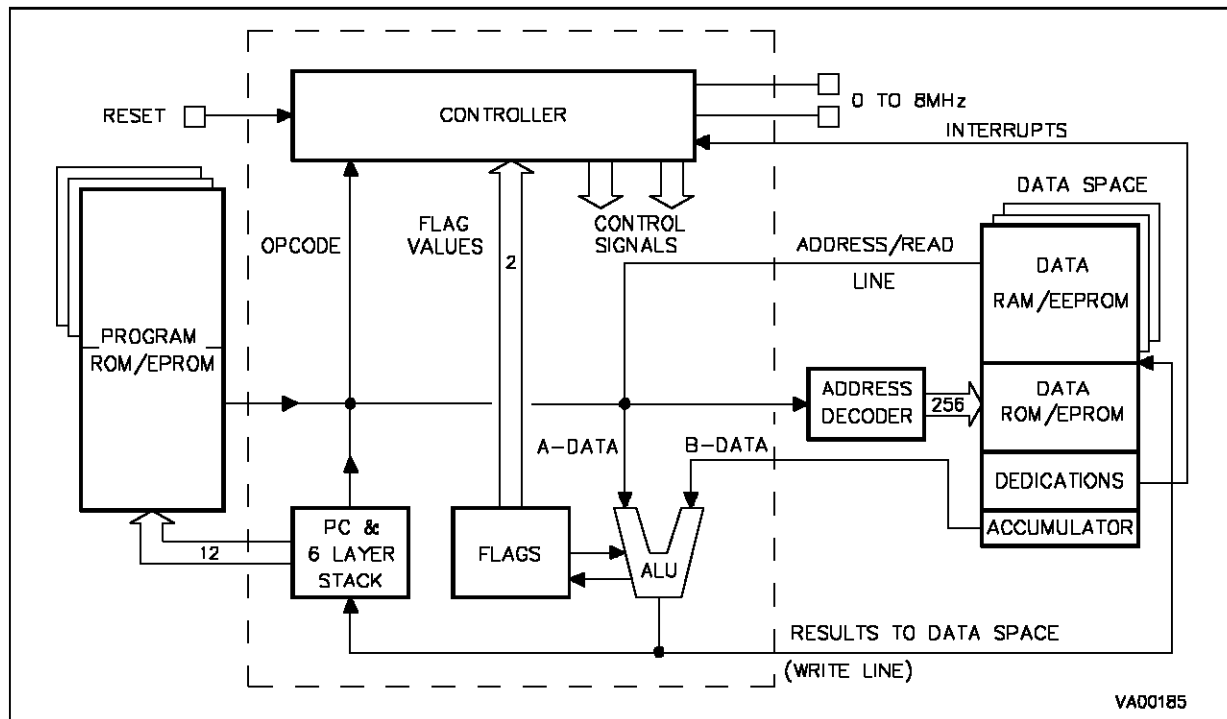 RESET
CONTROLLER
0 TO 8MHz
INTERRUPTS
DATA SPACE
OPCODE
FLAG
VALUES
2
CONTROL
SIGNALS
ADDRESS/READ
LINE
DATA
RAM/EEPROM
PROGRAM
ROM/EPROM
ADDRESS
DECODER
256
DATA
ROM/EPROM
A-DATA
B-DATA
DEDICATIONS
ACCUMULATOR
12
PC &
6 LAYER
STACK
FLAGS
ALU
RESULTS TO DATA SPACE
(WRITE LINE)
VA00185